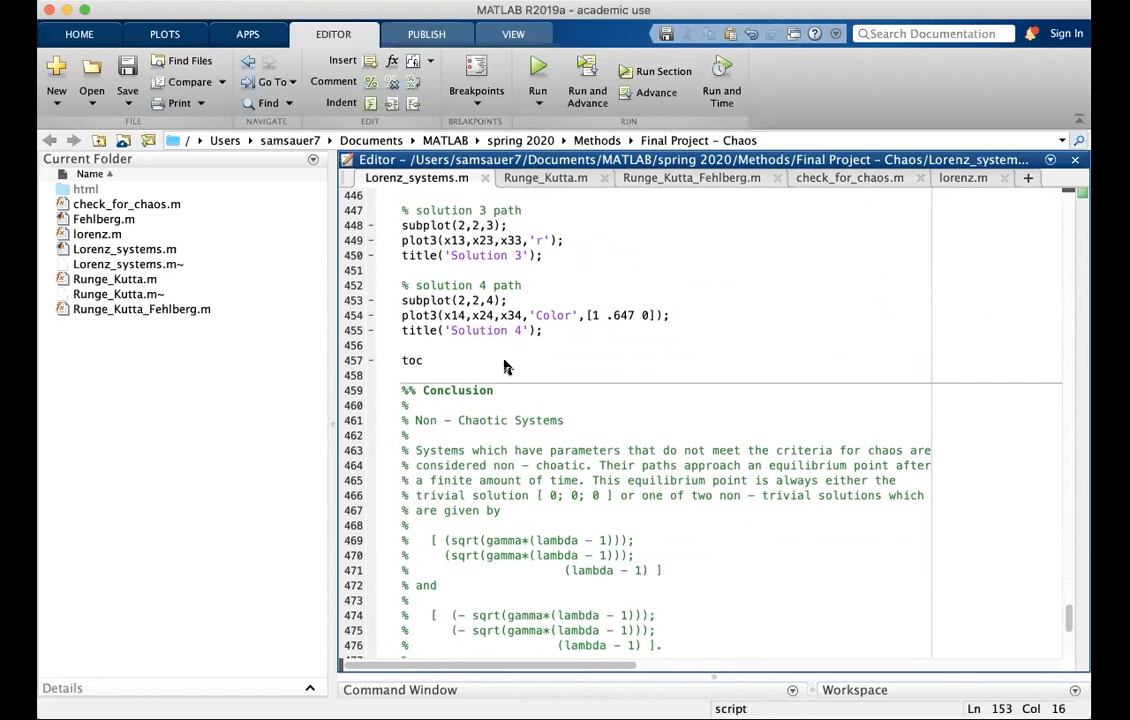 MATLAB R2019a - academic use
HOME PLOTS APPS EDITOR PUBLISH VIEW Search Documentation Sign In
New Open Save Find Files Compare Print
Go To Find
Insert fx Comment Indent
Breakpoints
Run Run and Advance Run Section Advance Run and Time
FILE NAVIGATE EDIT BREAKPOINTS RUN
/ Users samsauer7 Documents MATLAB spring 2020 Methods Final Project - Chaos
Current Folder
Name
html
check_for_chaos.m
Fehlberg.m
lorenz.m
Lorenz_systems.m
Lorenz_systems.m~
Runge_Kutta.m
Runge_Kutta.m~
Runge_Kutta_Fehlberg.m
Details
Editor - /Users/samsauer7/Documents/MATLAB/spring 2020/Methods/Final Project - Chaos/Lorenz_system...
Lorenz_systems.m Runge_Kutta.m Runge_Kutta_Fehlberg.m check_for_chaos.m lorenz.m +
446
447 % solution 3 path
448 - subplot(2,2,3);
449 - plot3(x13,x23,x33,'r');
450 - title('Solution 3');
451
452 % solution 4 path
453 - subplot(2,2,4);
454 - plot3(x14,x24,x34,'Color',[1 .647 0]);
455 - title('Solution 4');
456
457 - toc
458
459 %% Conclusion
460 %
461 % Non - Chaotic Systems
462 %
463 % Systems which have parameters that do not meet the criteria for chaos are
464 % considered non - choatic. Their paths approach an equilibrium point after
465 % a finite amount of time. This equilibrium point is always either the
466 % trivial solution [ 0; 0; 0 ] or one of two non - trivial solutions which
467 % are given by
468 %
469 % [ (sqrt(gamma*(lambda - 1)));
470 % (sqrt(gamma*(lambda - 1)));
471 % (lambda - 1) ]
472 % and
473 %
474 % [ (- sqrt(gamma*(lambda - 1)));
475 % (- sqrt(gamma*(lambda - 1)));
476 % (lambda - 1) ].
Command Window Workspace
script Ln 153 Col 16